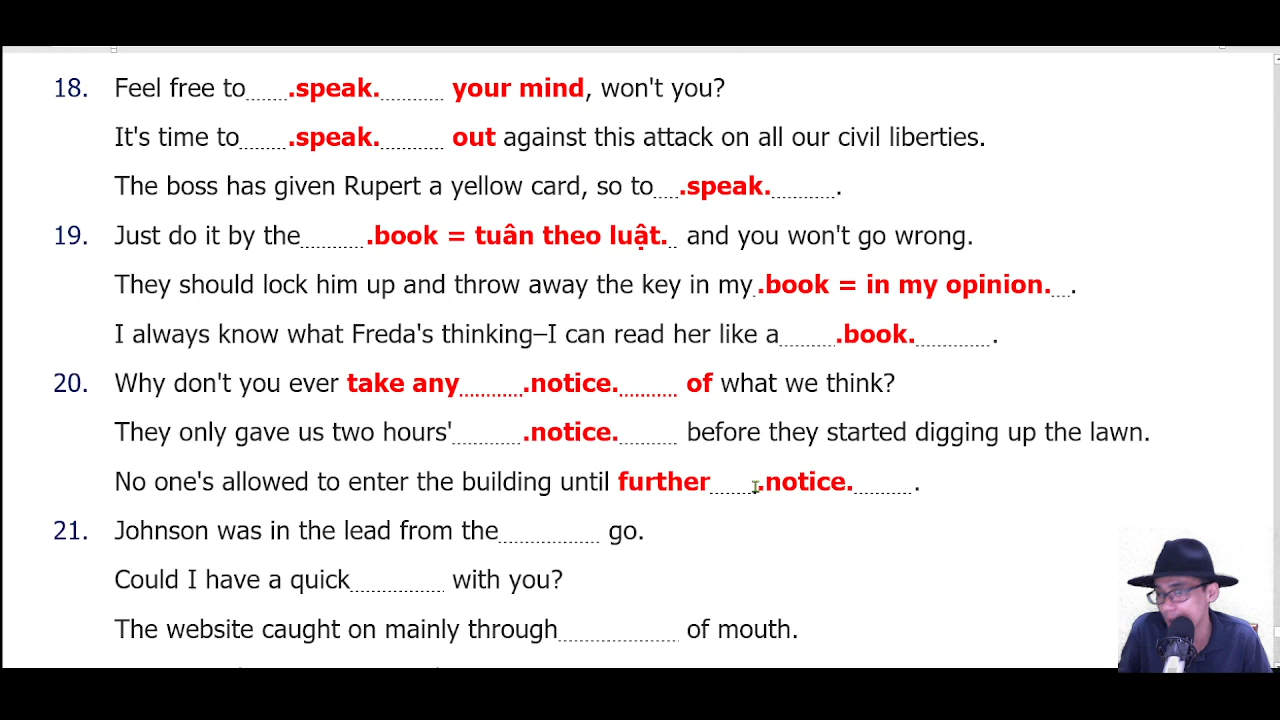 18. Feel free to .speak. your mind, won't you?
It's time to .speak. out against this attack on all our civil liberties.
The boss has given Rupert a yellow card, so to .speak. .
19. Just do it by the .book = tuân theo luật. and you won't go wrong.
They should lock him up and throw away the key in my .book = in my opinion. .
I always know what Freda's thinking–I can read her like a .book. .
20. Why don't you ever take any .notice. of what we think?
They only gave us two hours' .notice. before they started digging up the lawn.
No one's allowed to enter the building until further .notice. .
21. Johnson was in the lead from the go.
Could I have a quick with you?
The website caught on mainly through of mouth.